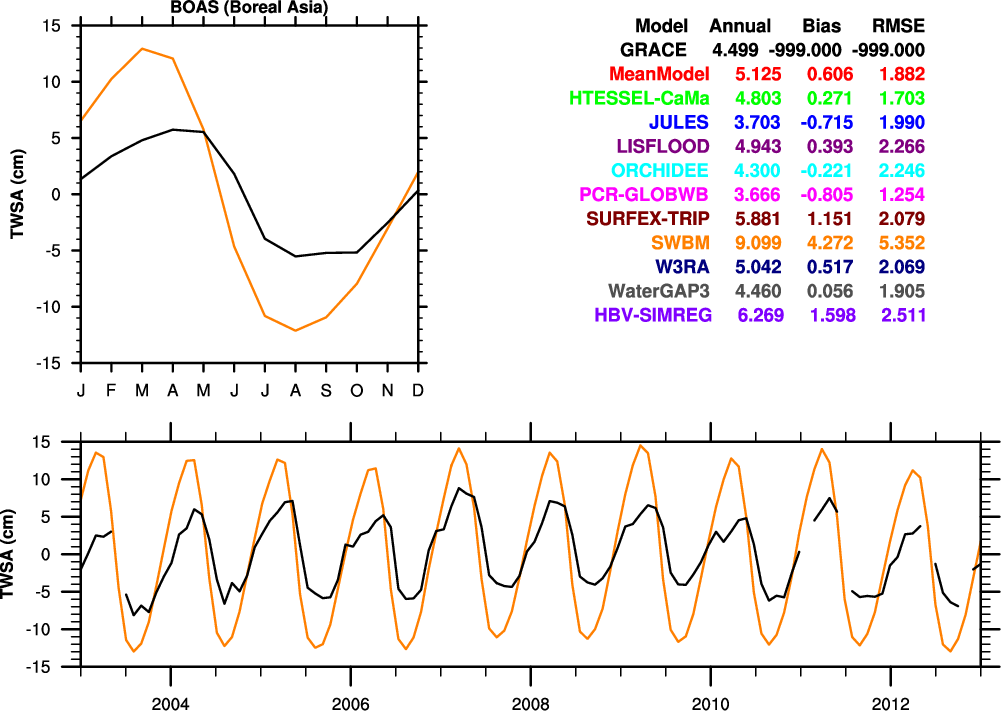 BOAS (Boreal Asia)
15
10
5
0
-5
-10
-15
TWSA (cm)
J F M A M J J A S O N D
Model Annual Bias RMSE
GRACE 4.499 -999.000 -999.000
MeanModel 5.125 0.606 1.882
HTESSEL-CaMa 4.803 0.271 1.703
JULES 3.703 -0.715 1.990
LISFLOOD 4.943 0.393 2.266
ORCHIDEE 4.300 -0.221 2.246
PCR-GLOBWB 3.666 -0.805 1.254
SURFEX-TRIP 5.881 1.151 2.079
SWBM 9.099 4.272 5.352
W3RA 5.042 0.517 2.069
WaterGAP3 4.460 0.056 1.905
HBV-SIMREG 6.269 1.598 2.511
15
10
5
0
-5
-10
-15
TWSA (cm)
2004 2006 2008 2010 2012